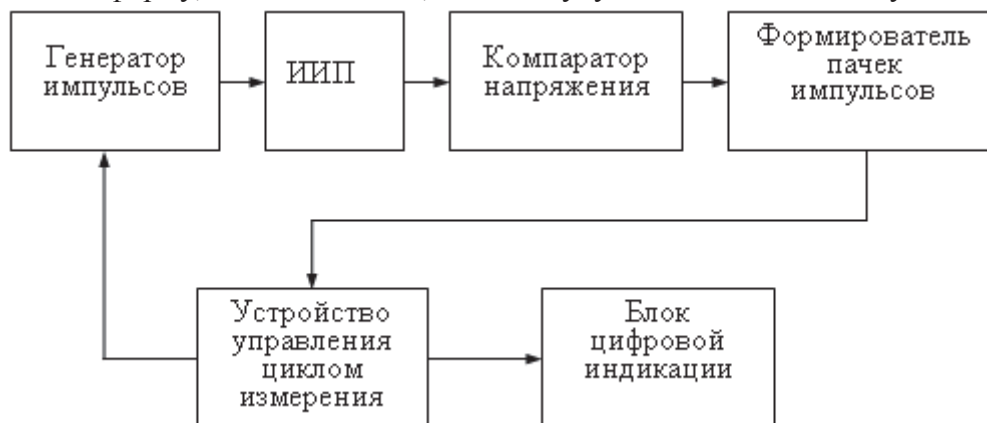 Генератор
импульсов
ИИП
Компаратор
напряжения
Формирователь
пачек
импульсов
Устройство
управления
циклом
измерения
Блок
цифровой
индикации